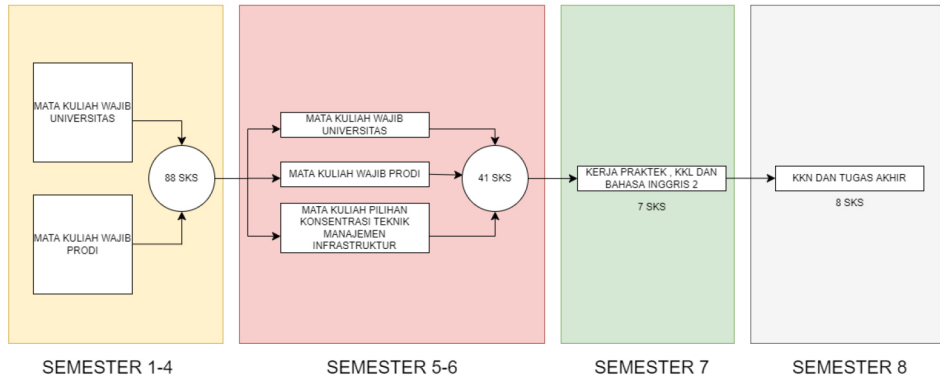 MATA KULIAH WAJIB
UNIVERSITAS
88 SKS
MATA KULIAH WAJIB
PRODI
MATA KULIAH WAJIB
UNIVERSITAS
MATA KULIAH WAJIB PRODI
MATA KULIAH PILIHAN
KONSENTRASI TEKNIK
MANAJEMEN
INFRASTRUKTUR
41 SKS
KERJA PRAKTEK , KKL DAN
BAHASA INGGRIS 2
7 SKS
KKN DAN TUGAS AKHIR
8 SKS
SEMESTER 1-4
SEMESTER 5-6
SEMESTER 7
SEMESTER 8